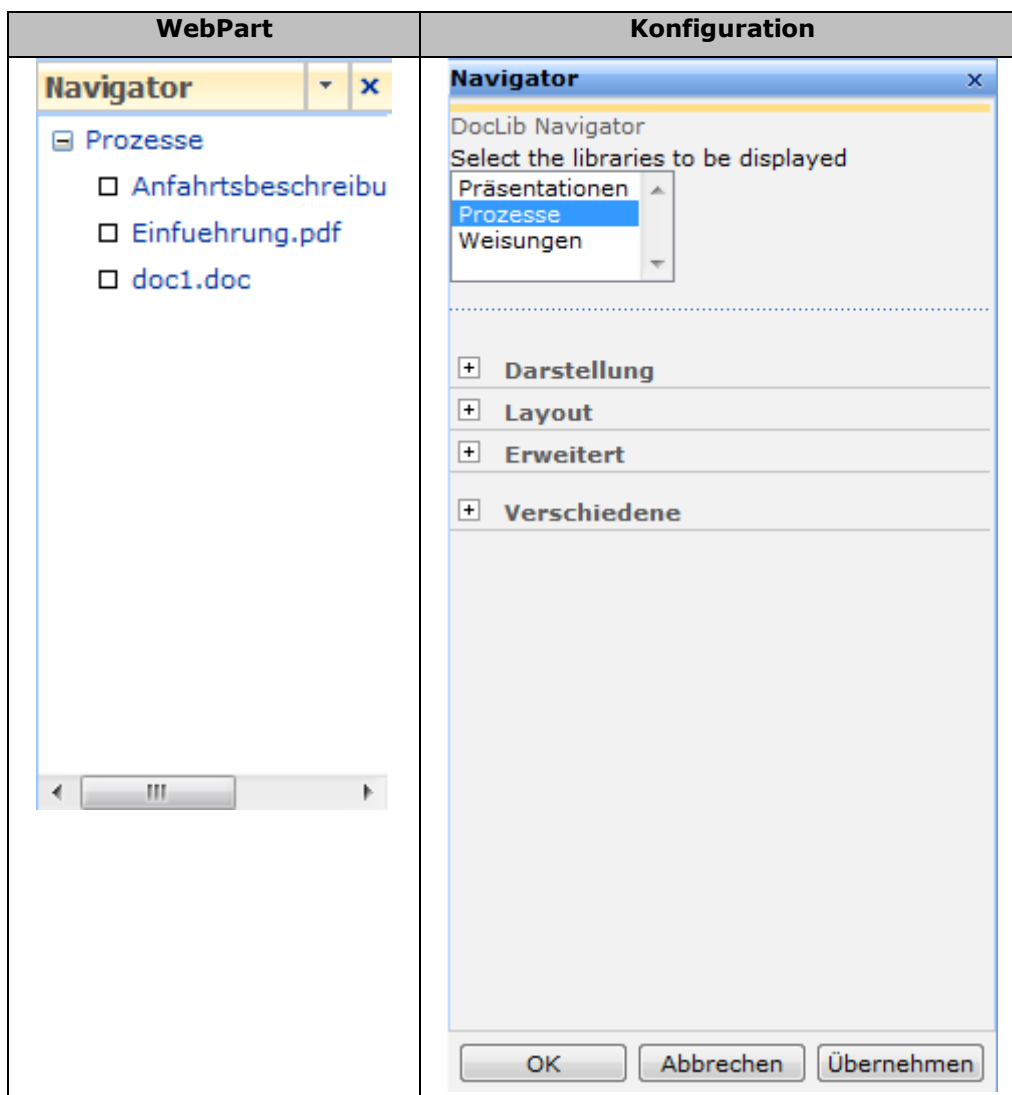 WebPart
Konfiguration
Navigator
Prozesse
Anfahrtsbeschreibu
Einfuehrung.pdf
doc1.doc
Navigator
DocLib Navigator
Select the libraries to be displayed
Präsentationen
Prozesse
Weisungen
Darstellung
Layout
Erweitert
Verschiedene
OK
Abbrechen
Übernehmen